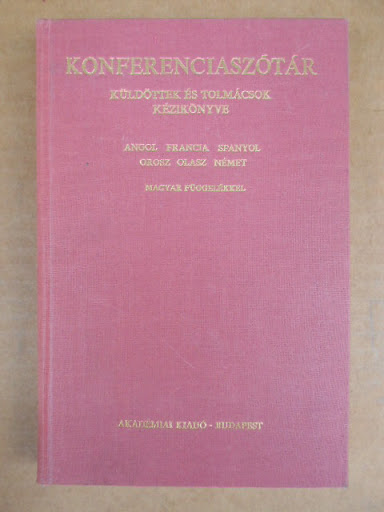 KONFERENCIASZÓTÁR
KÜLDÖTTEK ÉS TOLMÁCSOK
KÉZIKÖNYVE
ANGOL FRANCIA SPANYOL
OROSZ OLASZ NÉMET
MAGYAR FÜGGELÉKKEL
AKADÉMIAI KIADÓ - BUDAPEST